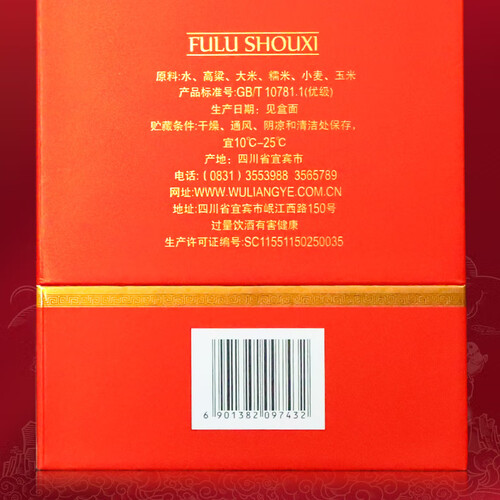 FULU SHOUXI
原料:水、高粱、大米、糯米、小麦、玉米
产品标准号:GB/T 10781.1(优级)
生产日期: 见盒面
贮藏条件:干燥、通风、阴凉和清洁处保存,
宜10℃-25℃
产地: 四川省宜宾市
电话: (0831) 3553988 3565789
网址:WWW.WULIANGYE.COM.CN
地址:四川省宜宾市岷江西路150号
过量饮酒有害健康
生产许可证编号:SC11551150250035
6 901382 097432